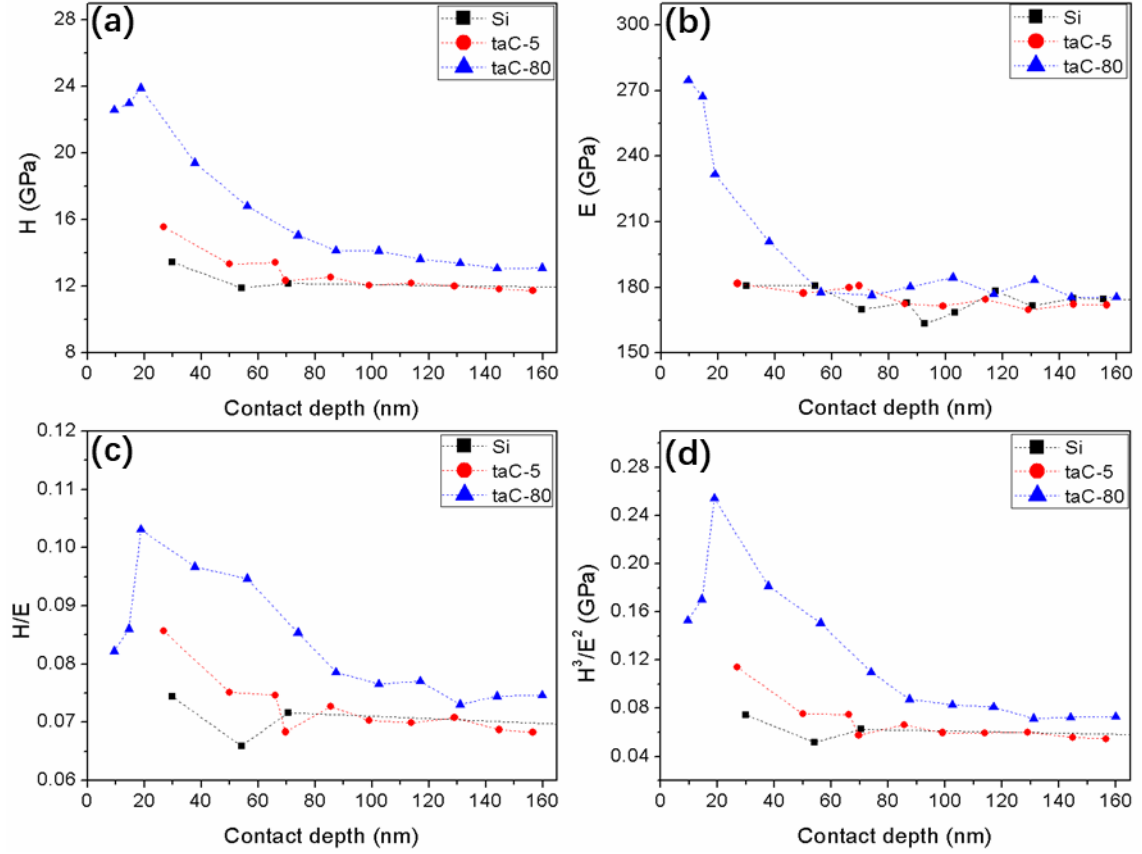 (a)
Si
taC-5
taC-80
28
24
20
16
12
8
H (GPa)
0 20 40 60 80 100 120 140 160
Contact depth (nm)
(b)
Si
taC-5
taC-80
310
270
230
190
150
E (GPa)
0 20 40 60 80 100 120 140 160
Contact depth (nm)
(c)
Si
taC-5
taC-80
0.12
0.11
0.10
0.09
0.08
0.07
0.06
H/E
0 20 40 60 80 100 120 140 160
Contact depth (nm)
(d)
Si
taC-5
taC-80
0.28
0.24
0.20
0.16
0.12
0.08
0.04
H³/E² (GPa)
0 20 40 60 80 100 120 140 160
Contact depth (nm)